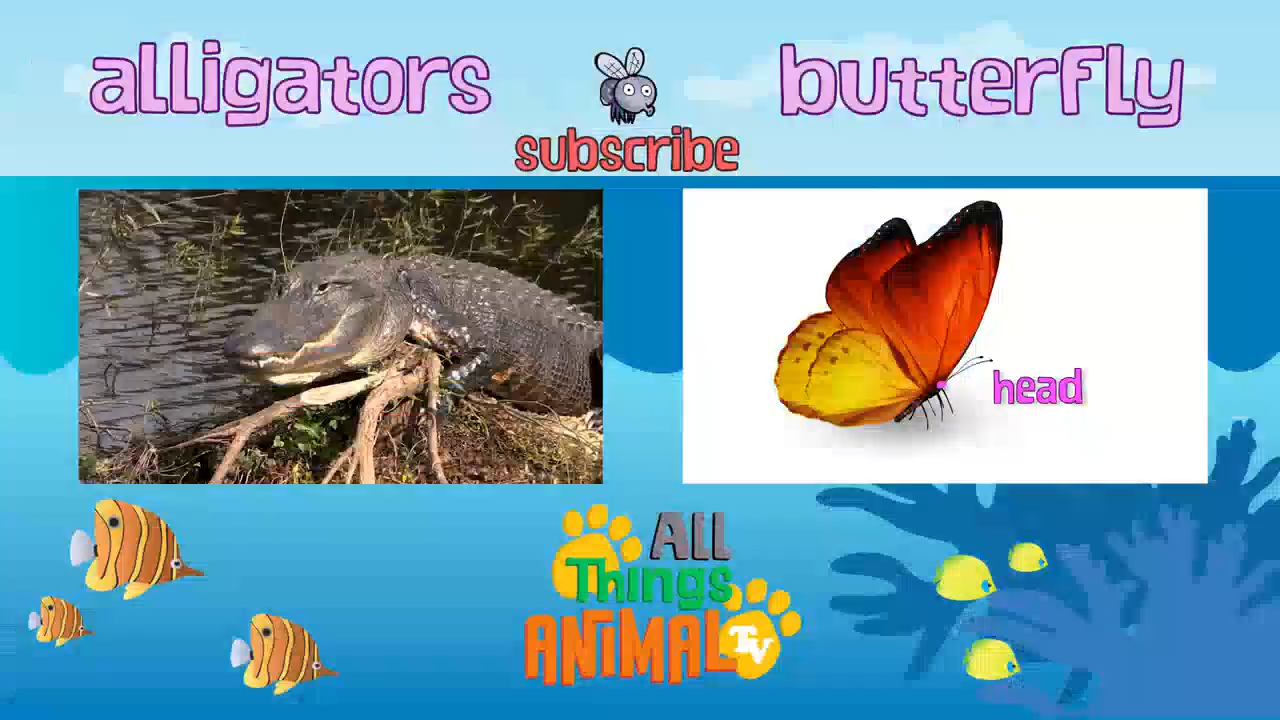 alligators
butterfly
subscribe
head
ALL
Things
ANIMAL
TV